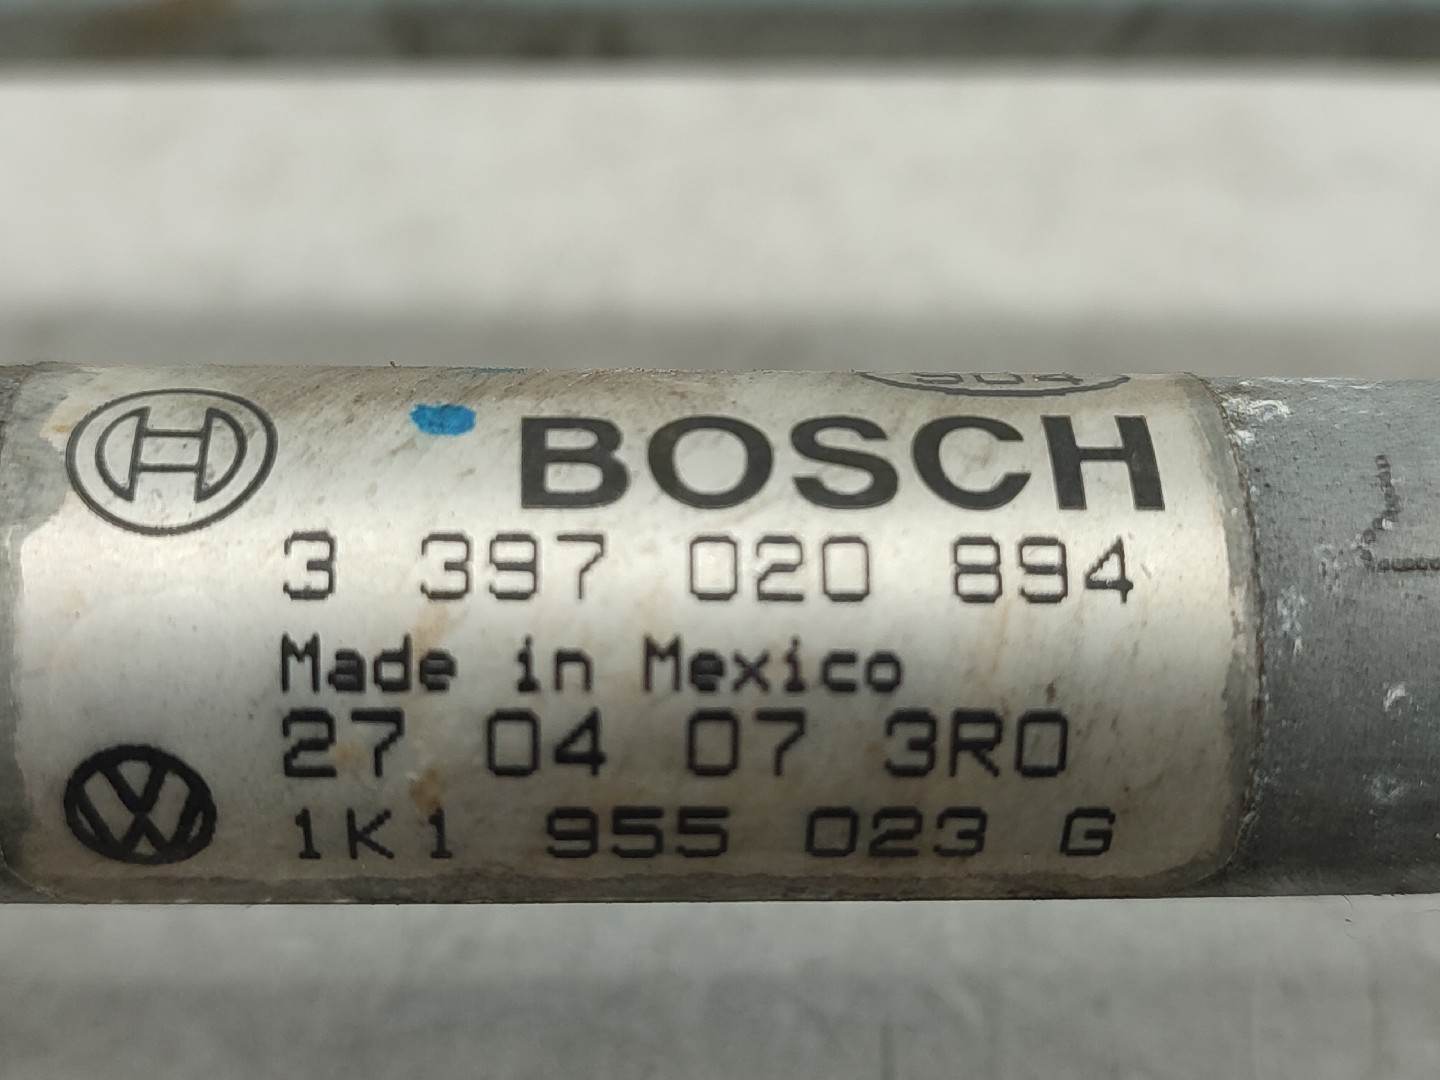 BOSCH
3 397 020 894
Made in Mexico
27 04 07 3R0
1K1 955 023 G